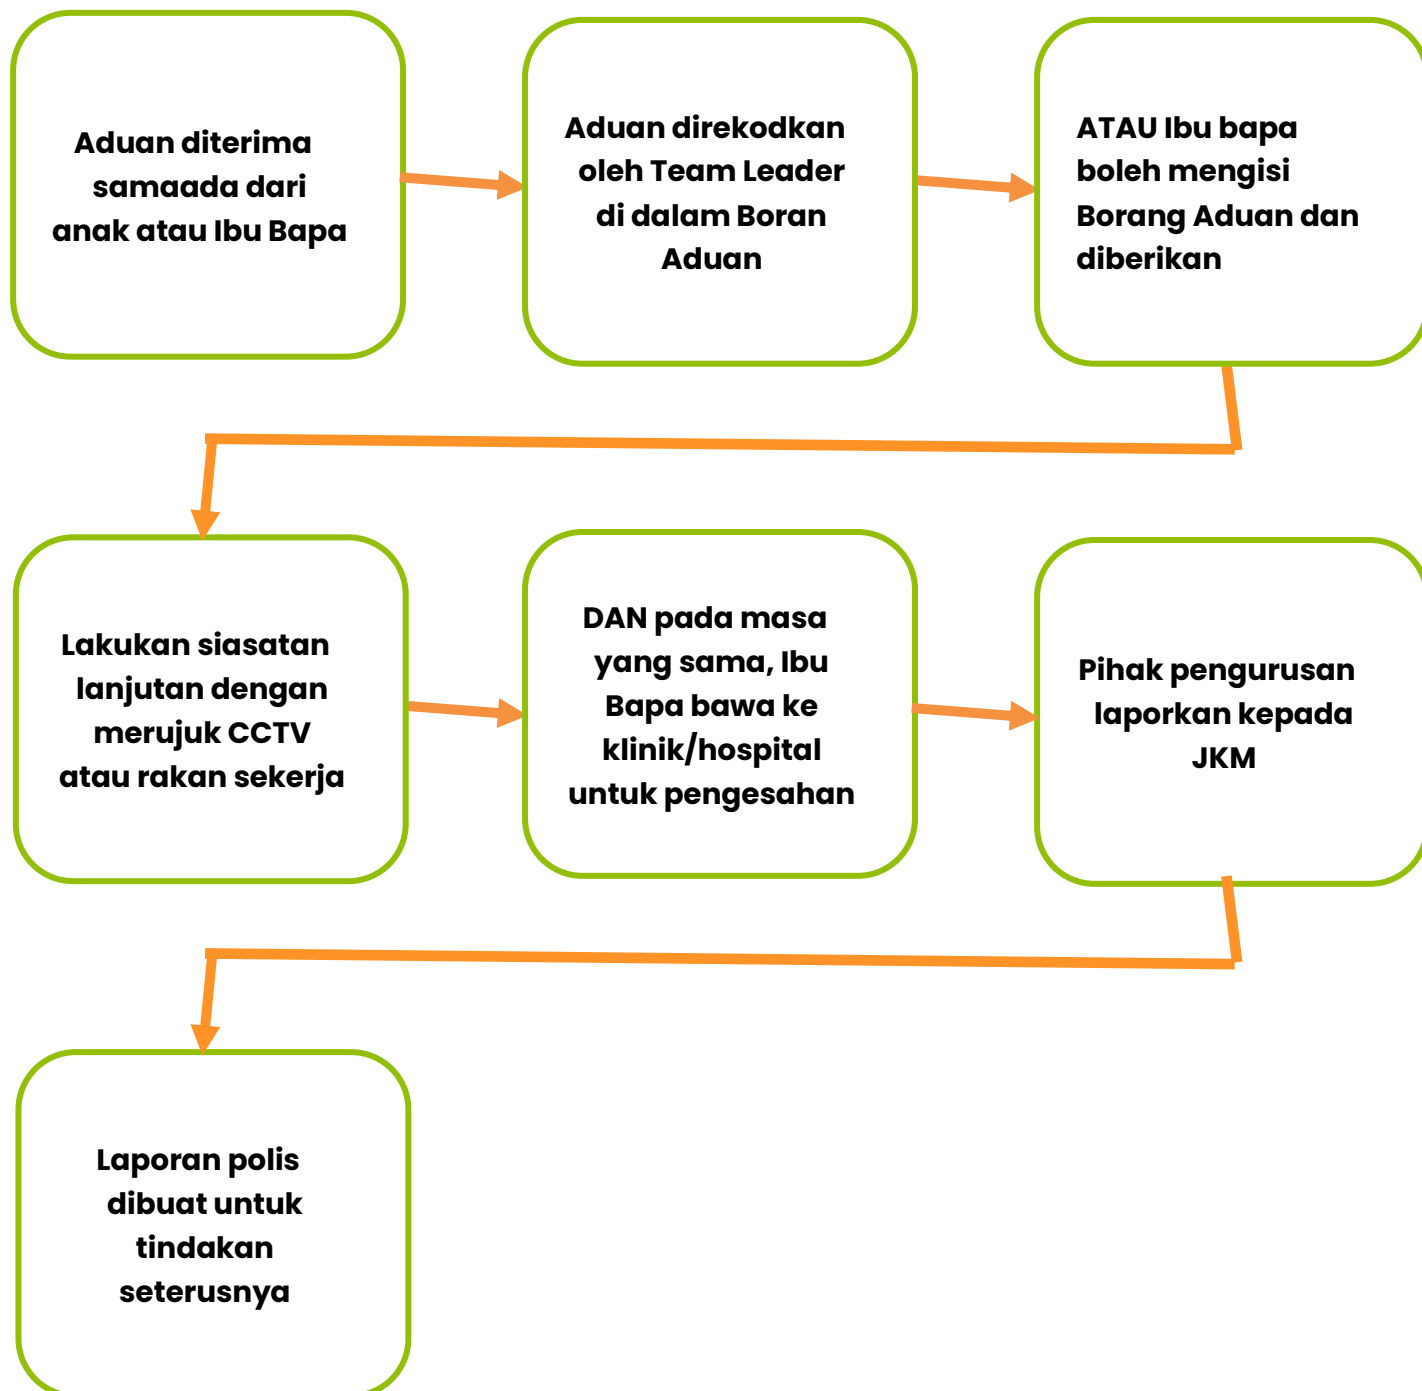 Aduan diterima
samaada dari
anak atau Ibu Bapa
Aduan direkodkan
oleh Team Leader
di dalam Boran
Aduan
ATAU Ibu bapa
boleh mengisi
Borang Aduan dan
diberikan
Lakukan siasatan
lanjutan dengan
merujuk CCTV
atau rakan sekerja
DAN pada masa
yang sama, Ibu
Bapa bawa ke
klinik/hospital
untuk pengesahan
Pihak pengurusan
laporkan kepada
JKM
Laporan polis
dibuat untuk
tindakan
seterusnya